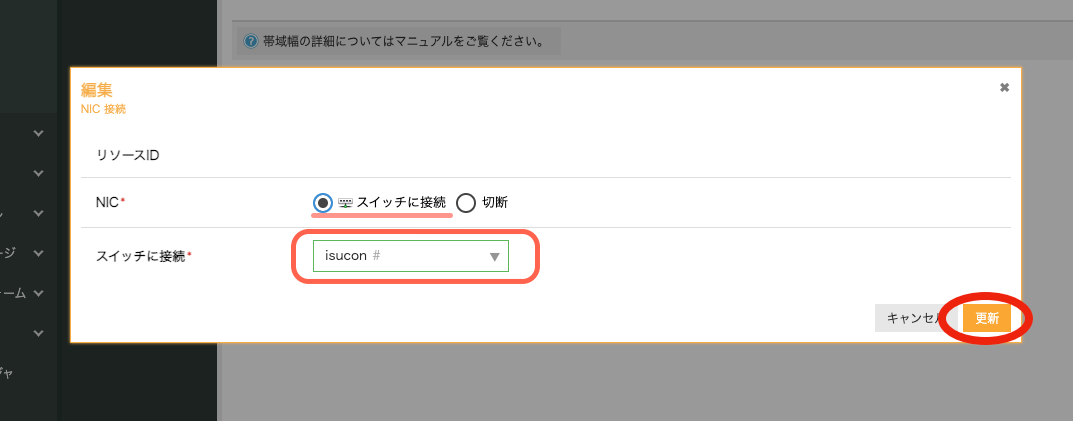 帯域幅の詳細についてはマニュアルをご覧ください。
編集
NIC 接続
リソースID
NIC* スイッチに接続 切断
スイッチに接続* isucon #
ージ
ォーム
ジャ
キャンセル 更新